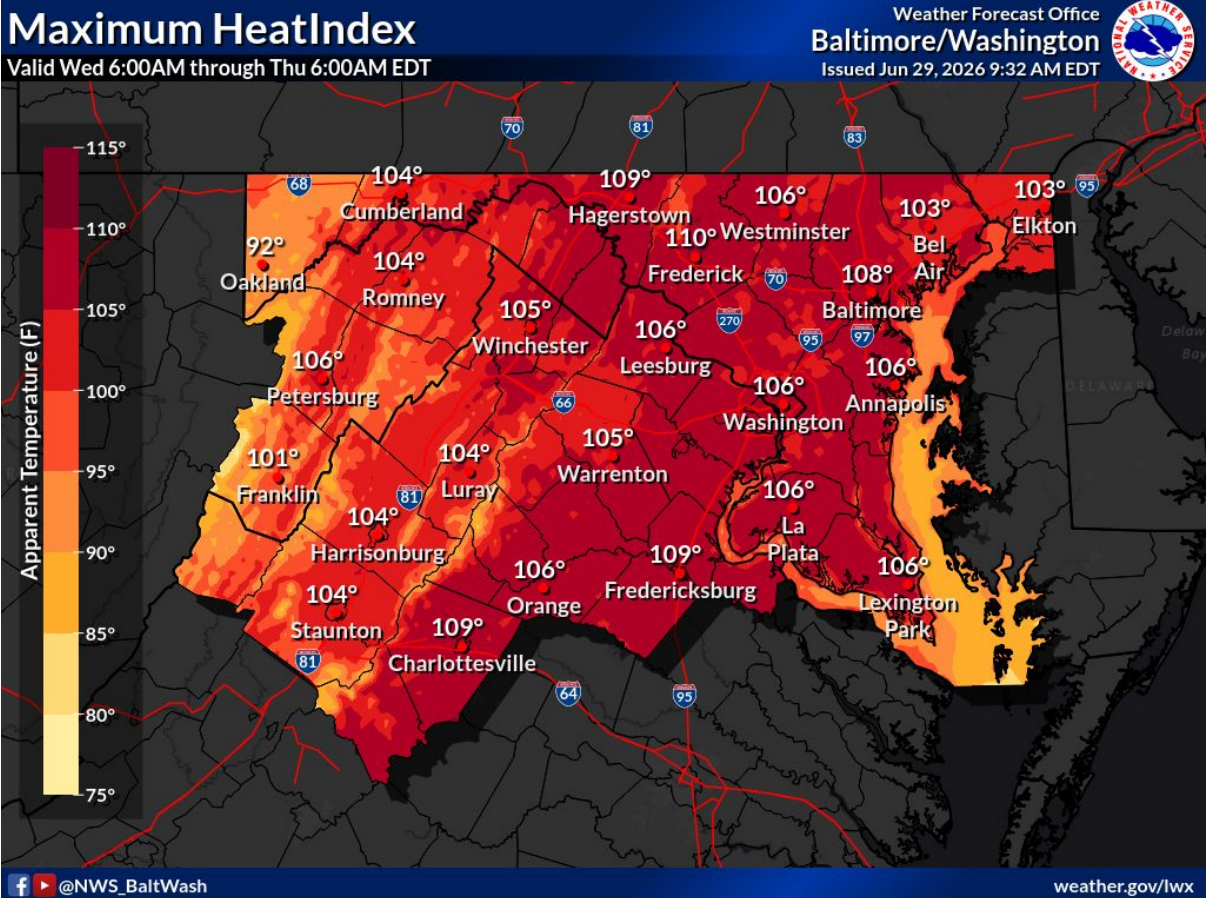 Maximum HeatIndex
Valid Wed 6:00AM through Thu 6:00AM EDT
Weather Forecast Office
Baltimore/Washington
Issued Jun 29, 2026 9:32 AM EDT
NATIONAL WEATHER SERVICE
Apparent Temperature (F)
115°
110°
105°
100°
95°
90°
85°
80°
75°
70
81
83
68
95
104°
Cumberland
109°
Hagerstown
106°
Westminster
103°
Bel
Air
103°
Elkton
92°
Oakland
104°
Romney
110°
Frederick
70
108°
Baltimore
105°
Winchester
106°
Leesburg
270
95
97
106°
Petersburg
66
106°
Washington
106°
Annapolis
DELAWARE
Delaw
Bay
101°
Franklin
81
104°
Luray
105°
Warrenton
104°
Harrisonburg
106°
La
Plata
106°
Orange
109°
Fredericksburg
106°
Lexington
Park
104°
Staunton
81
109°
Charlottesville
64
95
@NWS_BaltWash
weather.gov/lwx